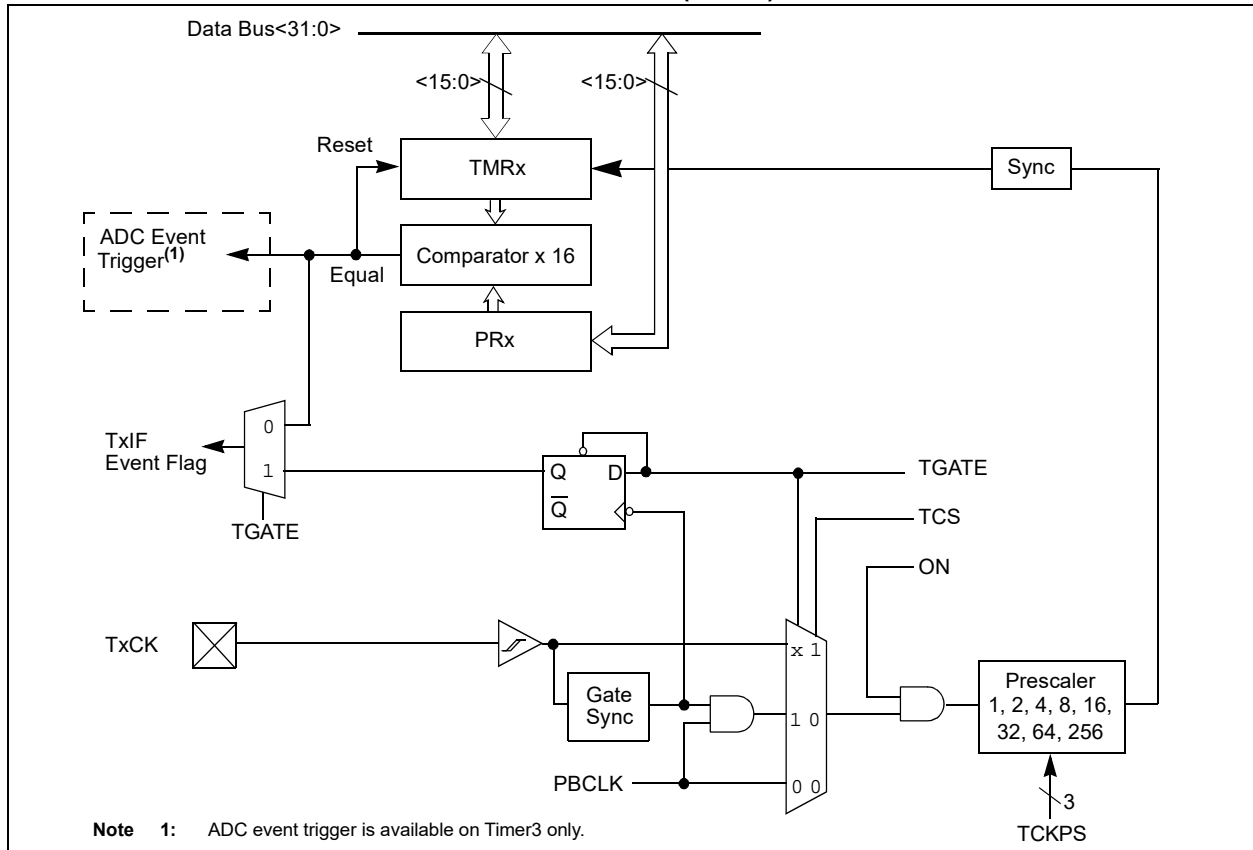 Data Bus<31:0>
<15:0>
<15:0>
Reset
TMRx
Sync
ADC Event
Trigger(1)
Equal
Comparator x 16
PRx
TxIF
Event Flag
0
1
TGATE
Q
D
Q
TGATE
TCS
ON
TxCK
x 1
Gate
Sync
1 0
PBCLK
0 0
Prescaler
1, 2, 4, 8, 16,
32, 64, 256
3
TCKPS
Note 1: ADC event trigger is available on Timer3 only.